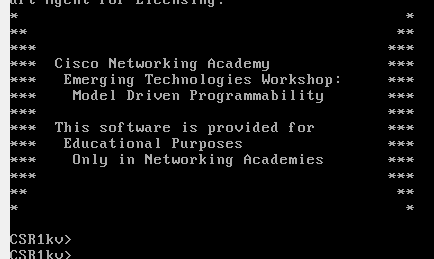 art Agent for Licensing.
* *
** **
*** ***
*** Cisco Networking Academy ***
*** Emerging Technologies Workshop: ***
*** Model Driven Programmability ***
*** ***
*** This software is provided for ***
*** Educational Purposes ***
*** Only in Networking Academies ***
*** ***
** **
* *
CSR1kv>
CSR1kv>